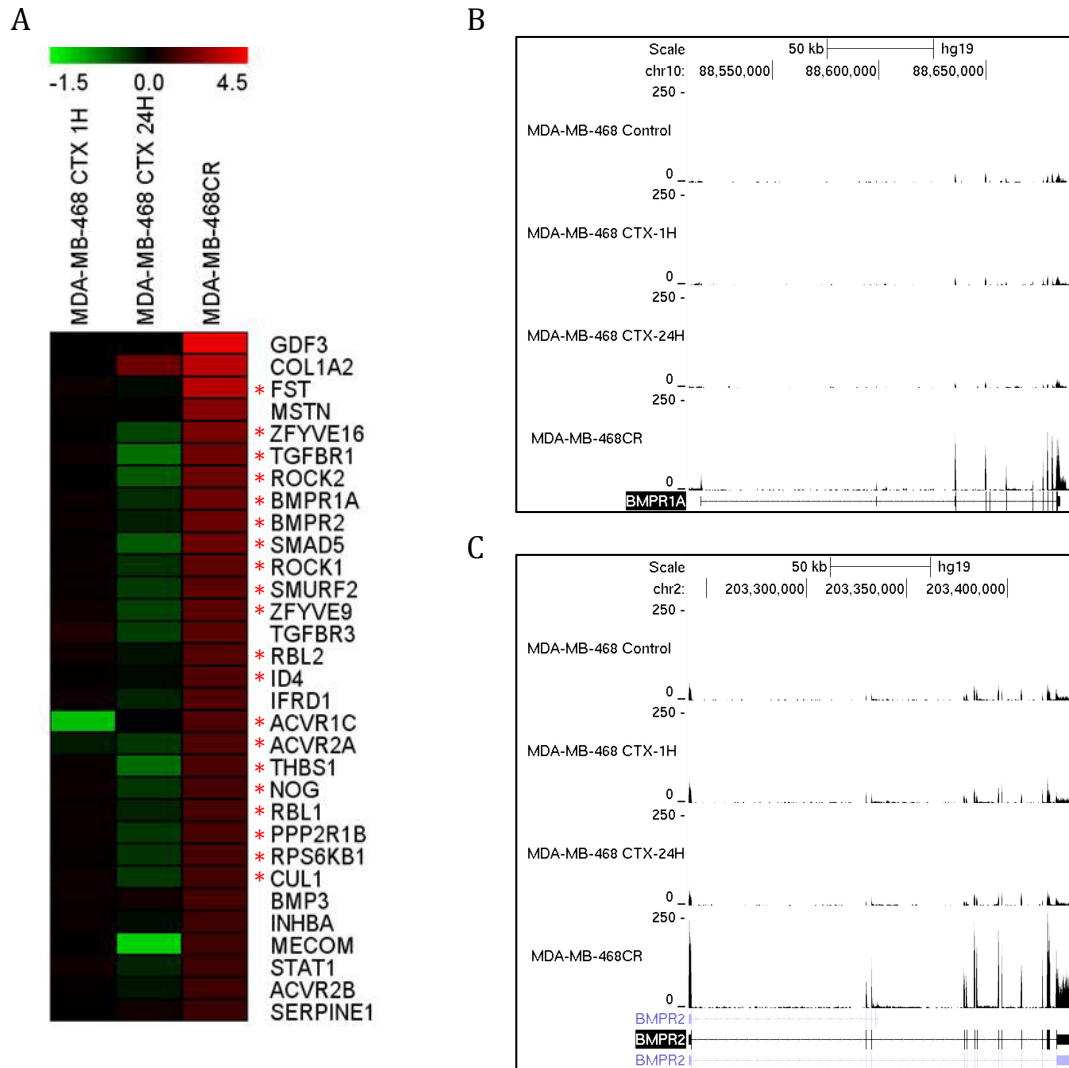 A
-1.5 0.0 4.5
MDA-MB-468 CTX 1H
MDA-MB-468 CTX 24H
MDA-MB-468CR
GDF3
COL1A2
* FST
MSTN
* ZFYVE16
* TGFBR1
* ROCK2
* BMPR1A
* BMPR2
* SMAD5
* ROCK1
* SMURF2
* ZFYVE9
TGFBR3
* RBL2
* ID4
IFRD1
* ACVR1C
* ACVR2A
* THBS1
* NOG
* RBL1
* PPP2R1B
* RPS6KB1
* CUL1
BMP3
INHBA
MECOM
STAT1
ACVR2B
SERPINE1
B
Scale 50 kb hg19
chr10: 88,550,000 88,600,000 88,650,000
250 -
MDA-MB-468 Control
0 _
250 -
MDA-MB-468 CTX-1H
0 _
250 -
MDA-MB-468 CTX-24H
0 _
250 -
MDA-MB-468CR
0 _
BMPR1A
C
Scale 50 kb hg19
chr2: 203,300,000 203,350,000 203,400,000
250 -
MDA-MB-468 Control
0 _
250 -
MDA-MB-468 CTX-1H
0 _
250 -
MDA-MB-468 CTX-24H
0 _
250 -
MDA-MB-468CR
0 _
BMPR2
BMPR2
BMPR2